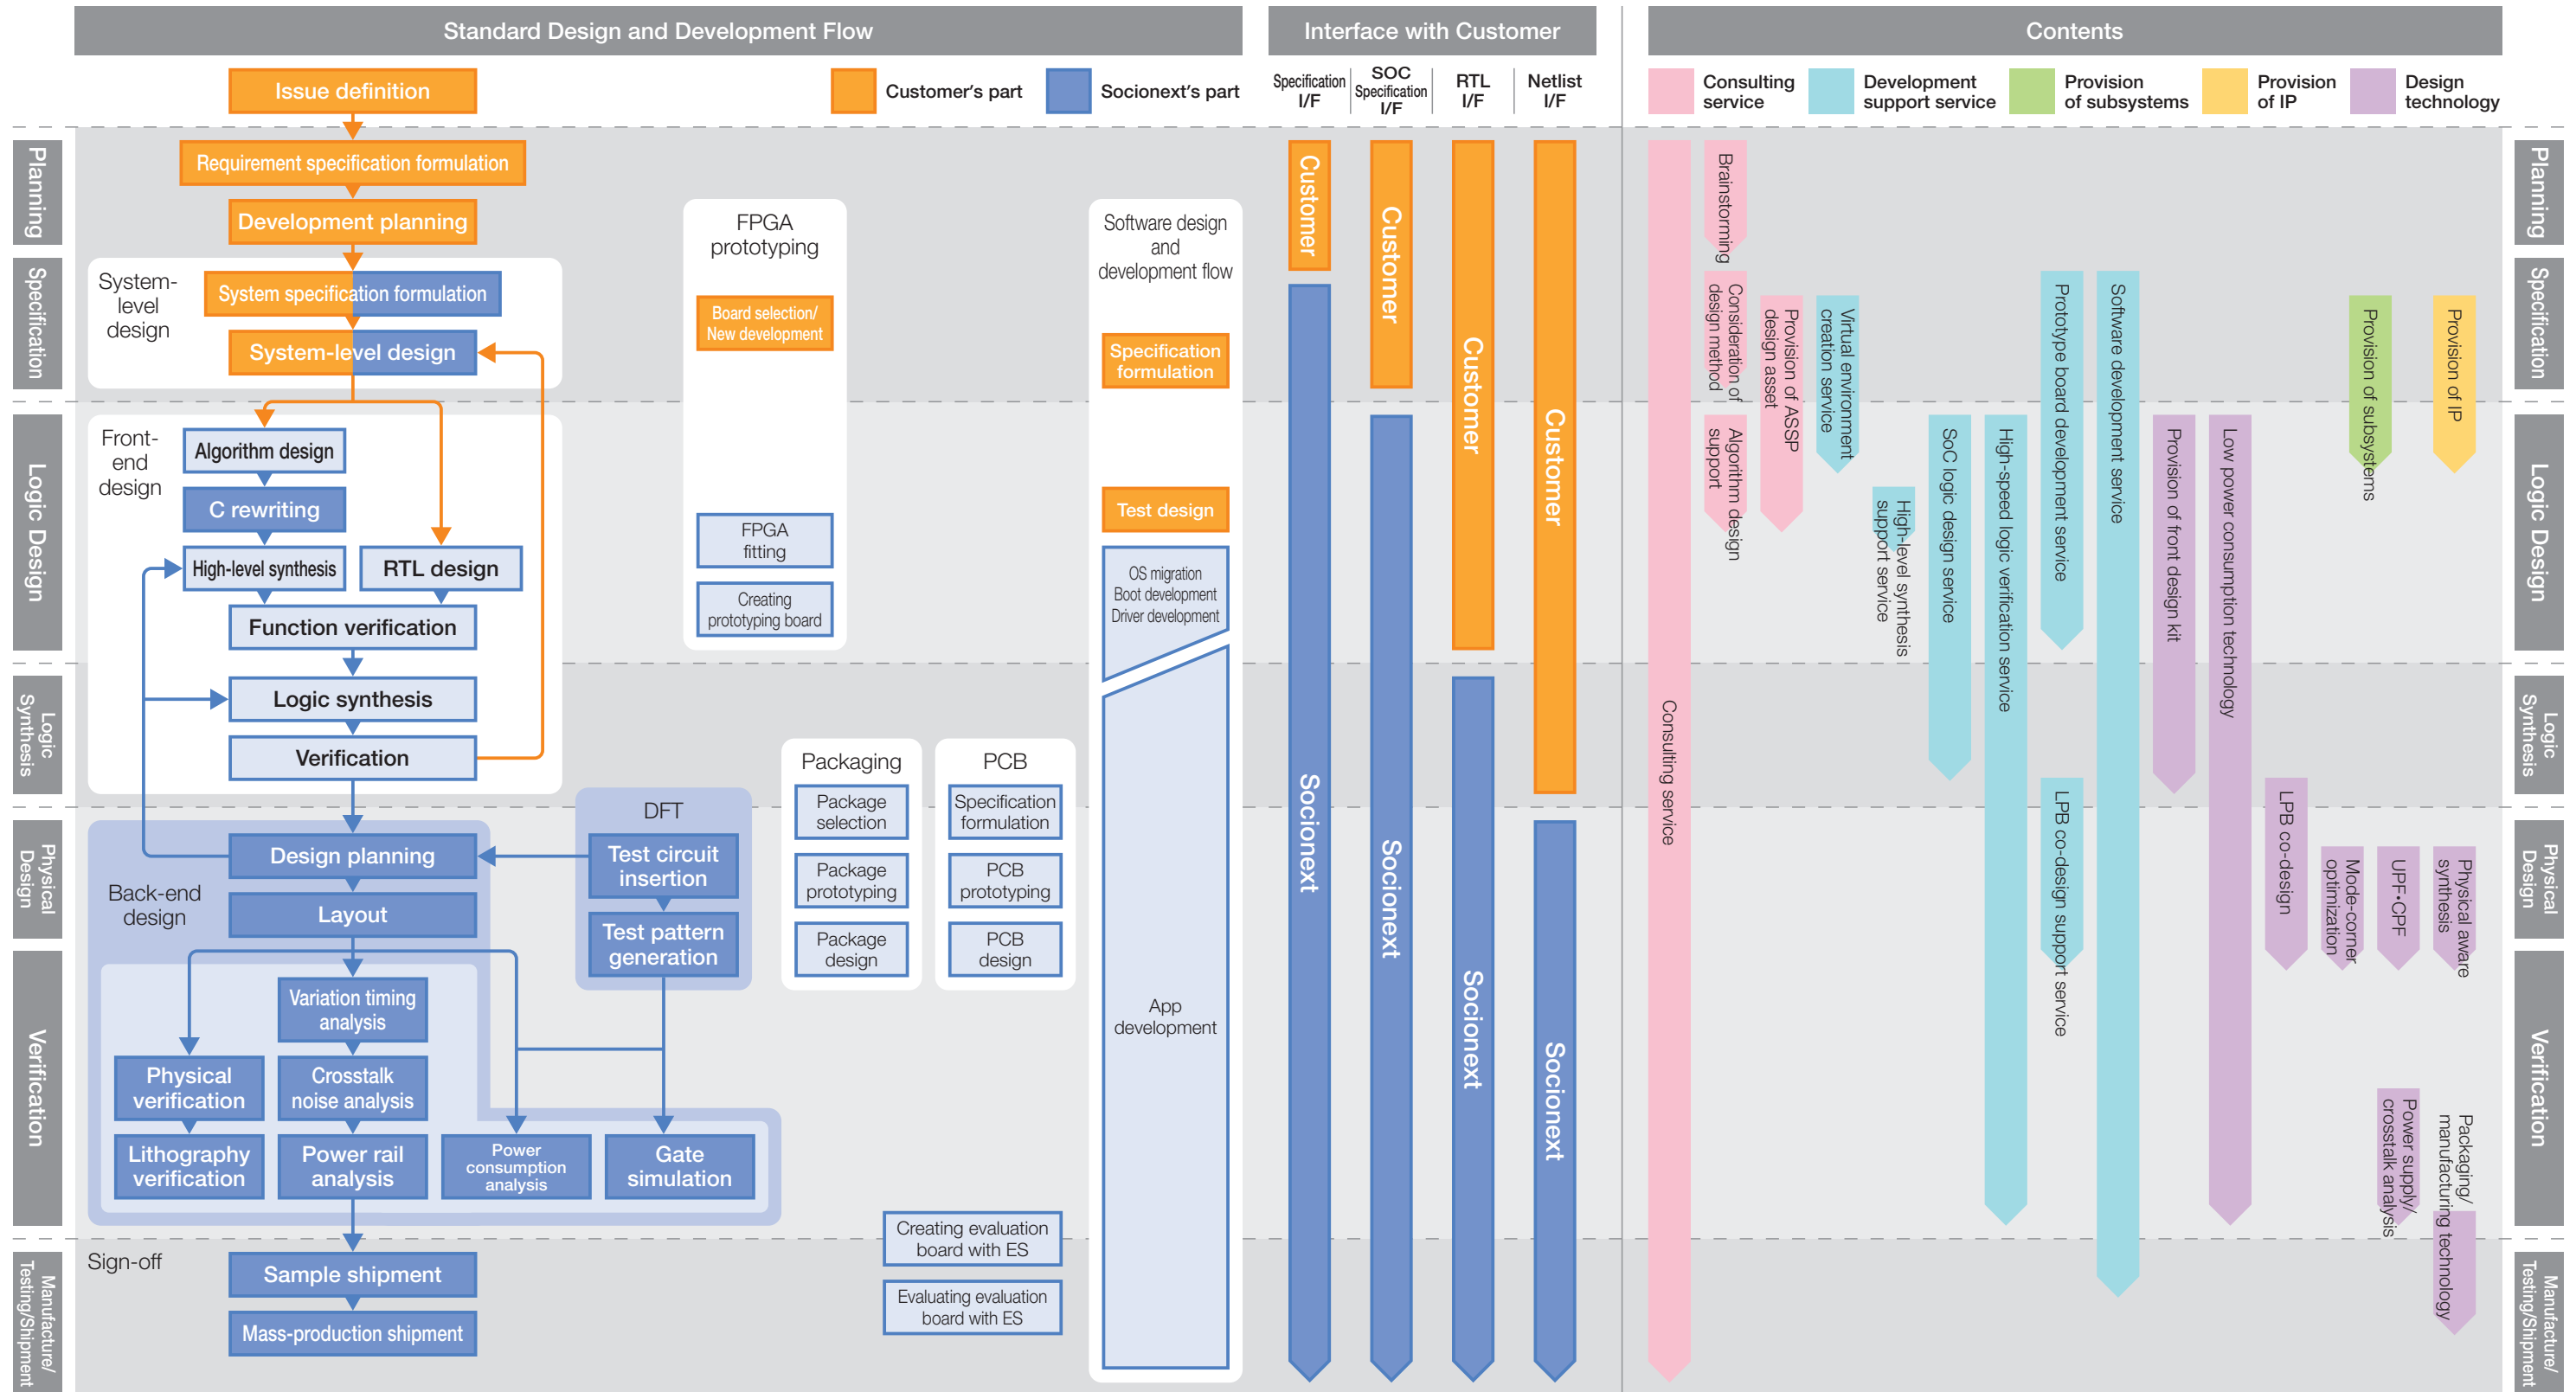 Standard Design and Development Flow
Interface with Customer
Contents
Issue definition
Customer's part
Socionext's part
Specification
I/F
SOC
Specification
I/F
RTL
I/F
Netlist
I/F
Consulting
service
Development
support service
Provision
of subsystems
Provision
of IP
Design
technology
Planning
Specification
Logic Design
Logic
Synthesis
Physical
Design
Verification
Manufacture/
Testing/Shipment
Requirement specification formulation
Development planning
System-
level
design
System specification formulation
System-level design
Front-
end
design
Algorithm design
C rewriting
High-level synthesis
RTL design
Function verification
Logic synthesis
Verification
Back-end
design
Design planning
Layout
DFT
Test circuit
insertion
Test pattern
generation
Variation timing
analysis
Physical
verification
Crosstalk
noise analysis
Lithography
verification
Power rail
analysis
Power
consumption
analysis
Gate
simulation
Sign-off
Sample shipment
Mass-production shipment
FPGA
prototyping
Board selection/
New development
FPGA
fitting
Creating
prototyping board
Packaging
Package
selection
Package
prototyping
Package
design
PCB
Specification
formulation
PCB
prototyping
PCB
design
Creating evaluation
board with ES
Evaluating evaluation
board with ES
Software design
and
development flow
Specification
formulation
Test design
OS migration
Boot development
Driver development
App
development
Customer
Socionext
Customer
Socionext
Customer
Socionext
Customer
Socionext
Consulting service
Brainstorming
Consideration of
design method
Algorithm design
support
Provision of ASSP
design asset
Virtual environment
creation service
High-level synthesis
support service
SoC logic design service
High-speed logic verification service
Prototype board development service
LPB co-design support service
Software development service
Provision of front design kit
Low power consumption technology
LPB co-design
Mode-corner
optimization
Provision of subsystems
UPF•CPF
Power supply/
crosstalk analysis
Provision of IP
Physical aware
synthesis
Packaging/
manufacturing technology
Planning
Specification
Logic Design
Logic
Synthesis
Physical
Design
Verification
Manufacture/
Testing/Shipment